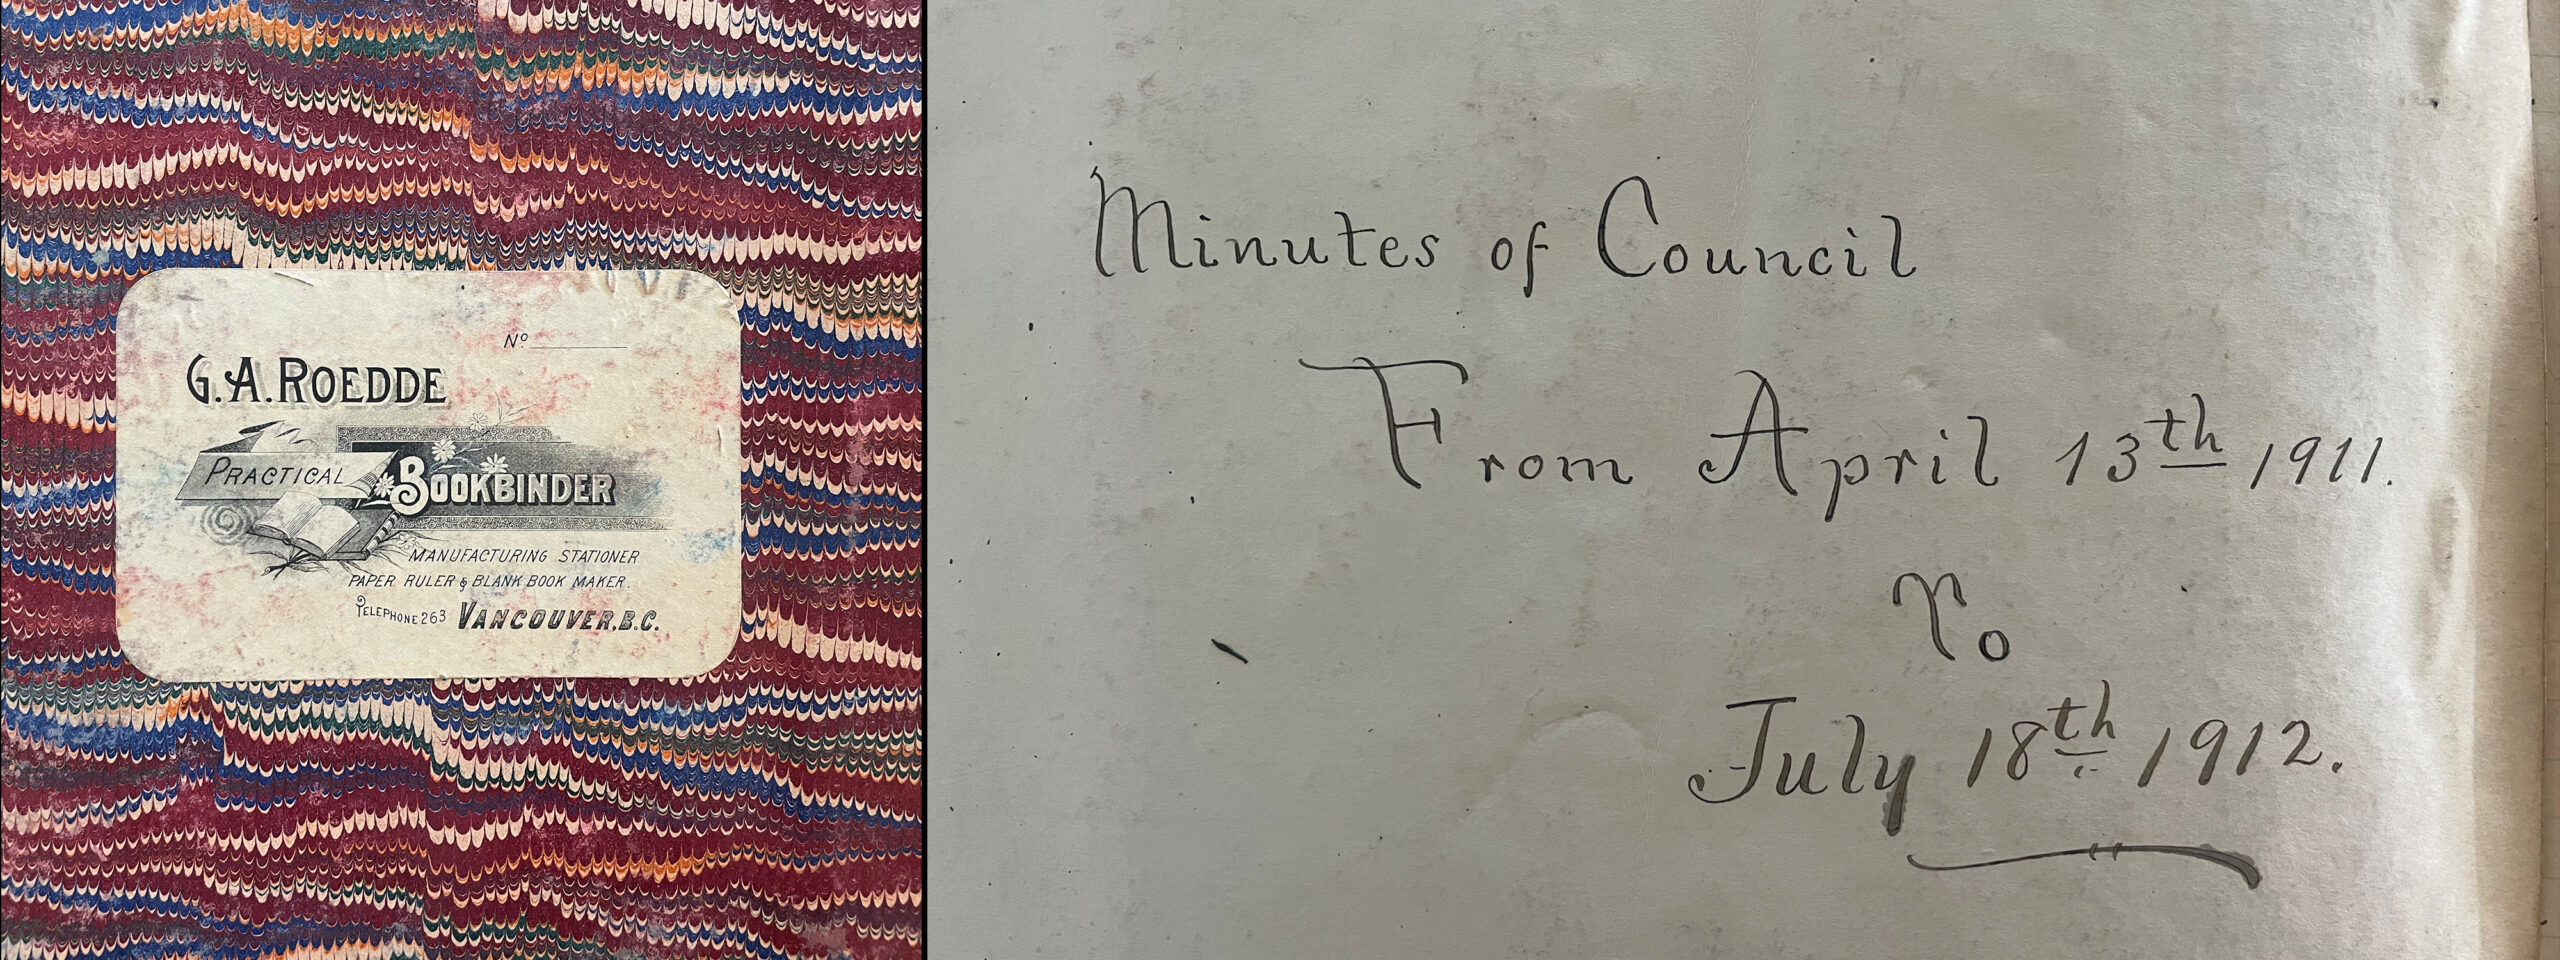 Nº
G. A. ROEDDE
PRACTICAL BOOKBINDER
MANUFACTURING STATIONER
PAPER RULER & BLANK BOOK MAKER.
TELEPHONE 263 VANCOUVER, B.C.
Minutes of Council
From April 13th 1911.
To
July 18th 1912.